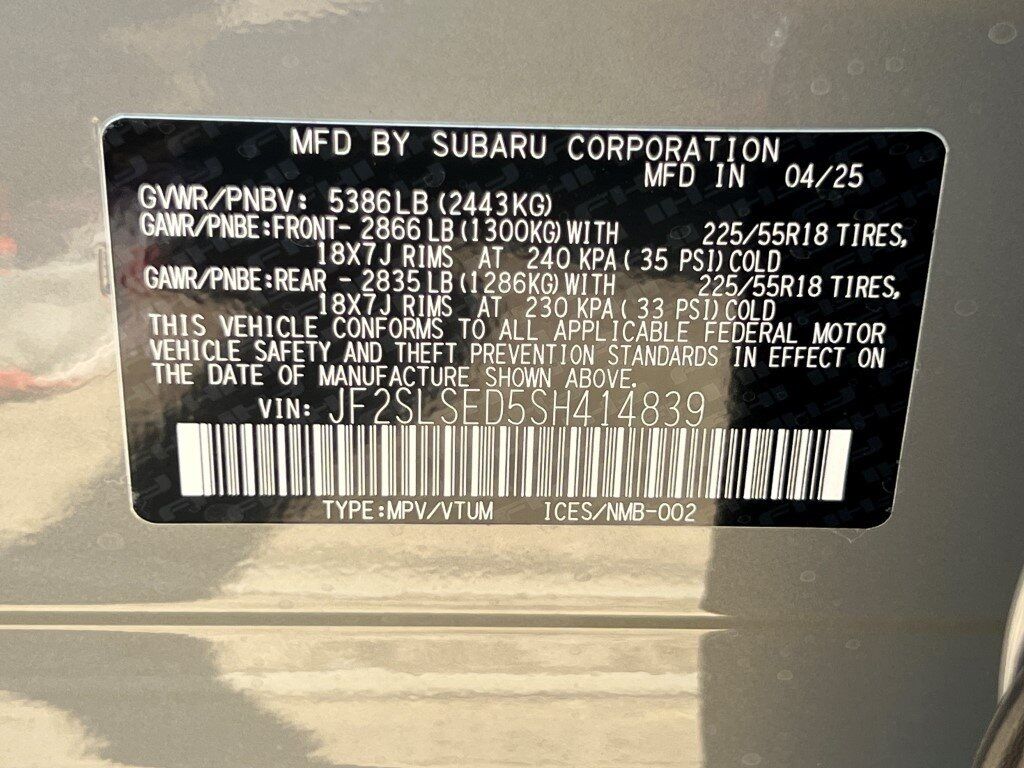 MFD BY SUBARU CORPORATION
MFD IN 04/25
GVWR/PNBV: 5386LB (2443KG)
GAWR/PNBE:FRONT- 2866 LB (1300KG) WITH 225/55R18 TIRES,
18X7J RIMS AT 240 KPA ( 35 PSI) COLD
GAWR/PNBE:REAR - 2835 LB (1286KG) WITH 225/55R18 TIRES,
18X7J RIMS AT 230 KPA ( 33 PSI) COLD
THIS VEHICLE CONFORMS TO ALL APPLICABLE FEDERAL MOTOR
VEHICLE SAFETY AND THEFT PREVENTION STANDARDS IN EFFECT ON
THE DATE OF MANUFACTURE SHOWN ABOVE.
VIN: JF2SLSED5SH414839
TYPE:MPV/VTUM ICES/NMB-002